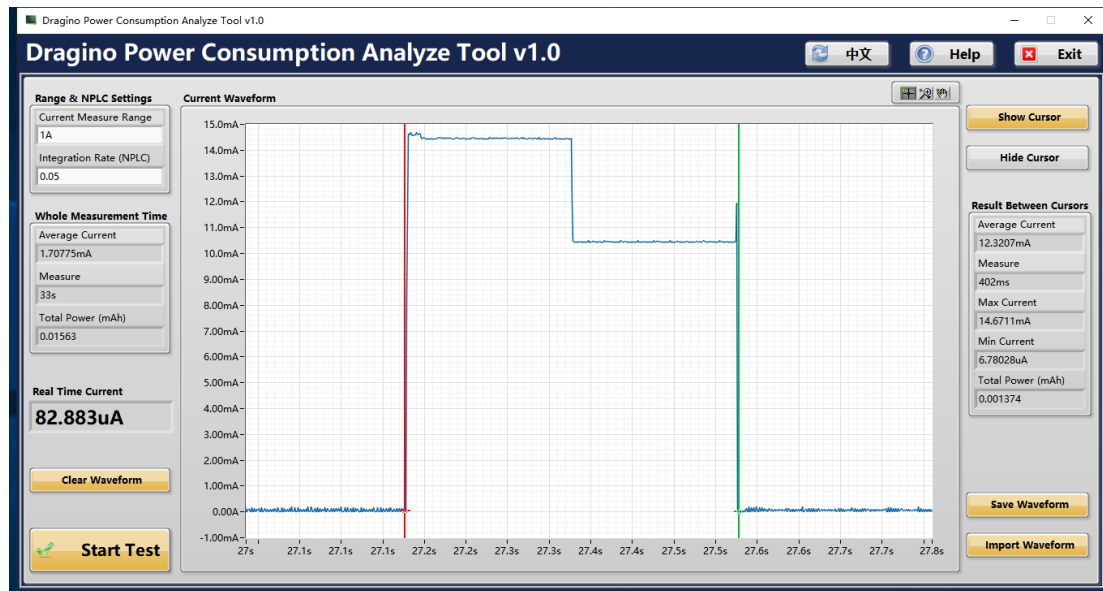 Dragino Power Consumption Analyze Tool v1.0
Dragino Power Consumption Analyze Tool v1.0
中文
Help
Exit
Range & NPLC Settings
Current Measure Range
1A
Integration Rate (NPLC)
0.05
Whole Measurement Time
Average Current
1.70775mA
Measure
33s
Total Power (mAh)
0.01563
Real Time Current
82.883uA
Clear Waveform
Start Test
Current Waveform
15.0mA
14.0mA
13.0mA
12.0mA
11.0mA
10.0mA
9.00mA
8.00mA
7.00mA
6.00mA
5.00mA
4.00mA
3.00mA
2.00mA
1.00mA
0.00A
-1.00mA
27s 27.1s 27.1s 27.1s 27.2s 27.2s 27.3s 27.3s 27.4s 27.4s 27.5s 27.5s 27.6s 27.6s 27.7s 27.7s 27.8s
Show Cursor
Hide Cursor
Result Between Cursors
Average Current
12.3207mA
Measure
402ms
Max Current
14.6711mA
Min Current
6.78028uA
Total Power (mAh)
0.001374
Save Waveform
Import Waveform